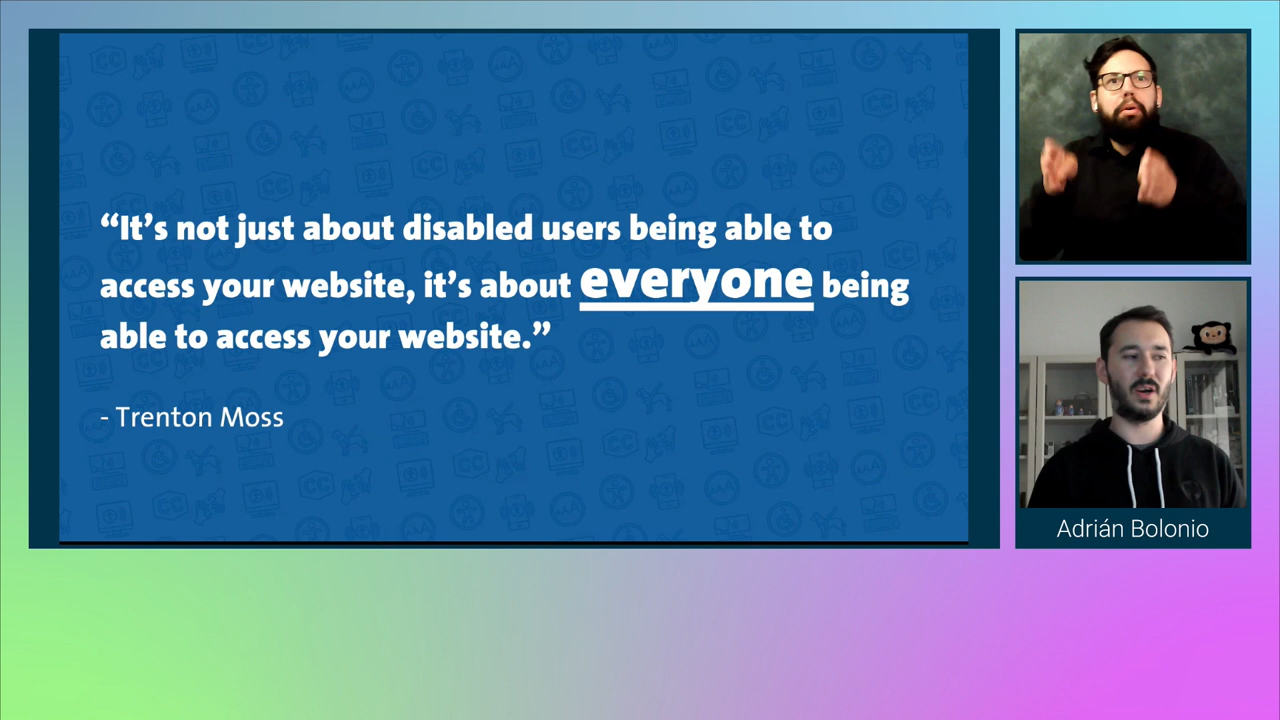 “It’s not just about disabled users being able to
access your website, it’s about everyone being
able to access your website.”
- Trenton Moss
Adrián Bolonio